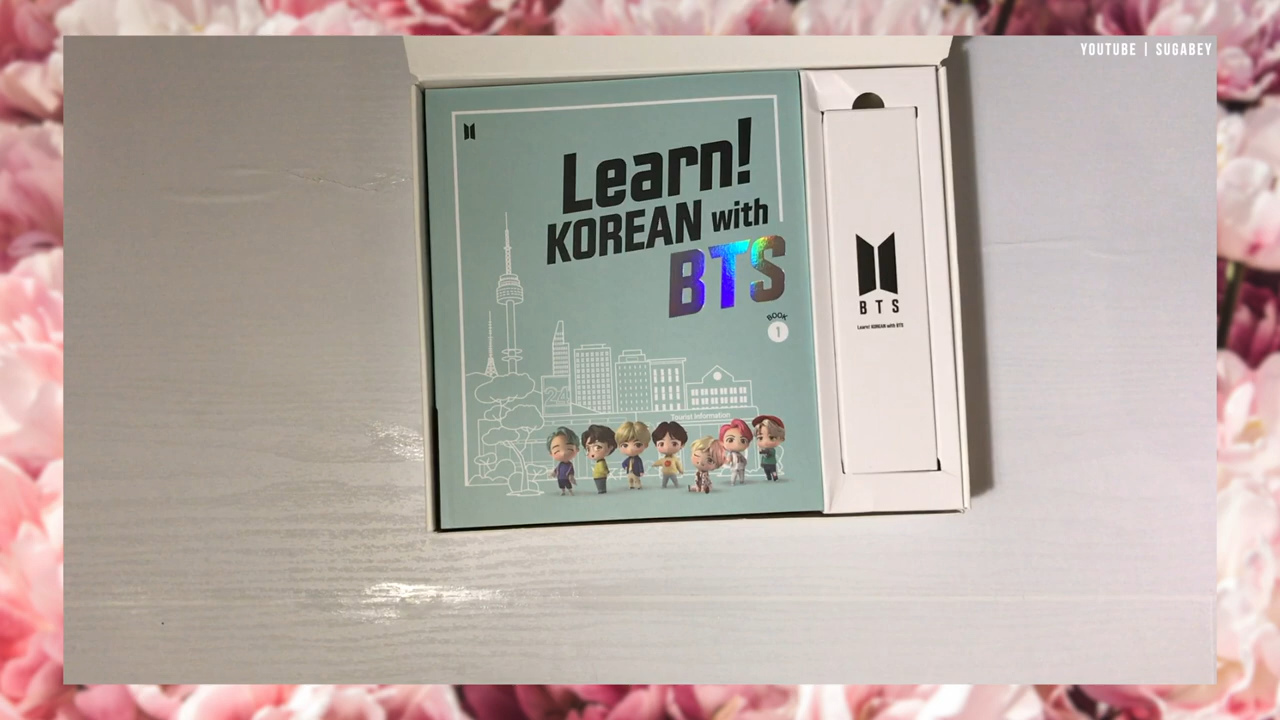 YOUTUBE | SUGABEY
Learn!
KOREAN with
BTS
BOOK
1
24
Tourist Information
BTS
Learn! KOREAN with BTS